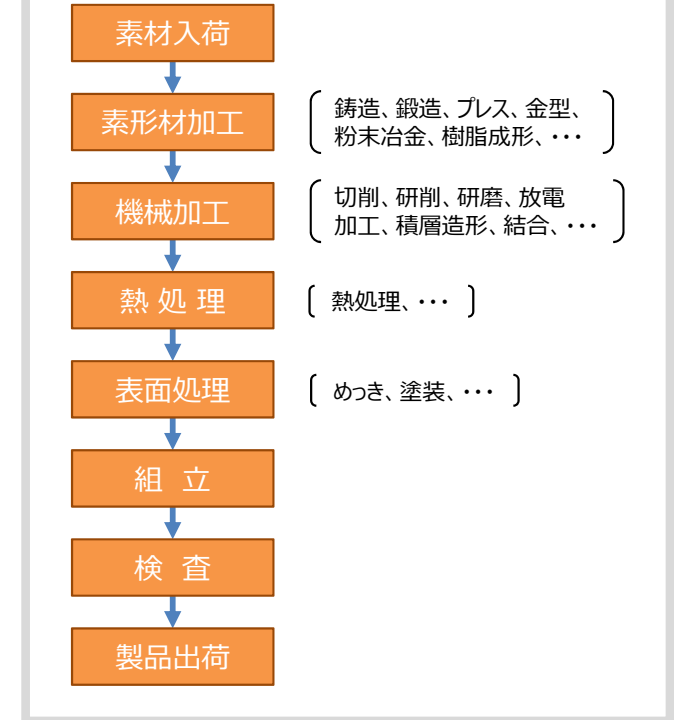 素材入荷
素形材加工
鋳造、鍛造、プレス、金型、
粉末冶金、樹脂成形、・・・
機械加工
切削、研削、研磨、放電
加工、積層造形、結合、・・・
熱 処 理
熱処理、・・・
表面処理
めっき、塗装、・・・
組 立
検 査
製品出荷